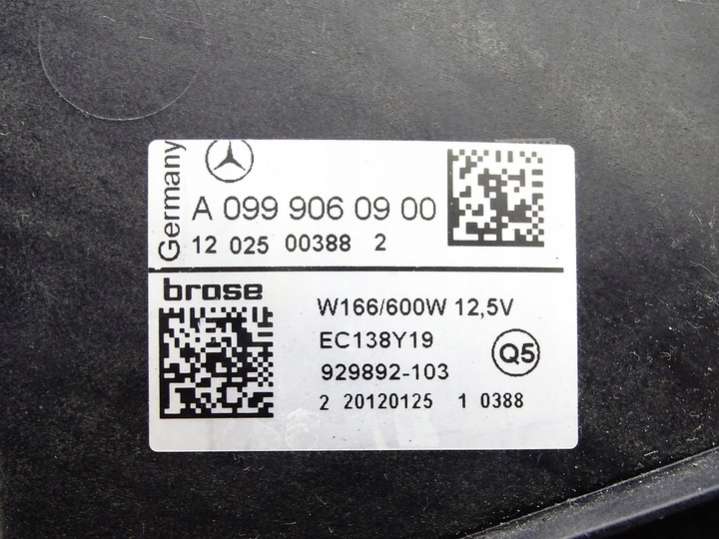 Germany
A 099 906 09 00
12 025 00388 2
brose
W166/600W 12,5V
EC138Y19
Q5
929892-103
2 20120125 1 0388